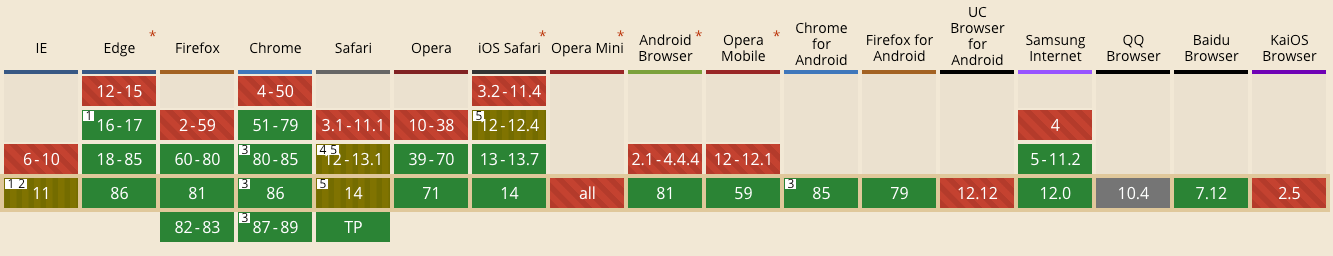 IE
Edge *
Firefox
Chrome
Safari
Opera
iOS Safari *
Opera Mini *
Android Browser *
Opera Mobile *
Chrome for Android
Firefox for Android
UC Browser for Android
Samsung Internet
QQ Browser
Baidu Browser
KaiOS Browser
12-15 4-50 3.2-11.4
1 16-17 2-59 51-79 3.1-11.1 10-38 5 12-12.4 4
6-10 18-85 60-80 3 80-85 4 5 12-13.1 39-70 13-13.7 2.1-4.4.4 12-12.1 5-11.2
1 2 11 86 81 3 86 5 14 71 14 all 81 59 3 85 79 12.12 12.0 10.4 7.12 2.5
82-83 3 87-89 TP